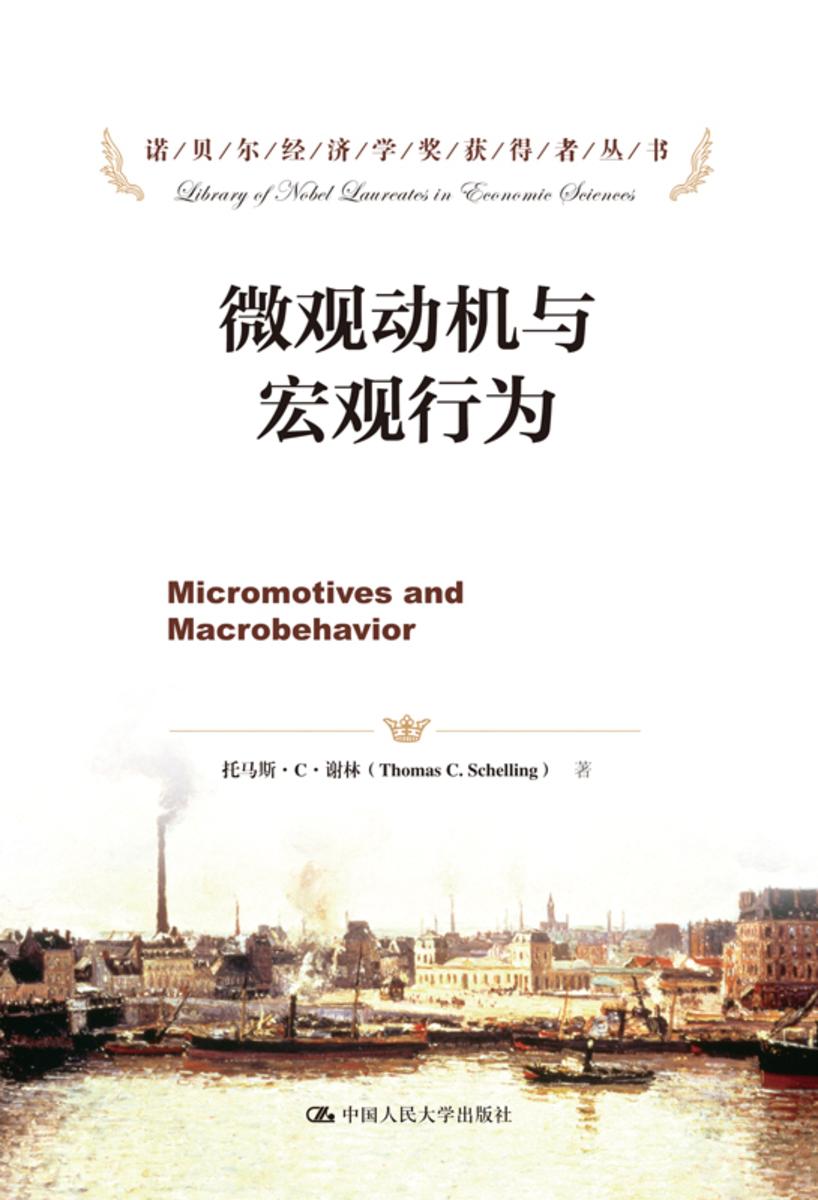 诺/贝/尔/经/济/学/奖/获/得/者/丛/书
Library of Nobel Laureates in Economic Sciences
微观动机与
宏观行为
Micromotives and
Macrobehavior
托马斯·C·谢林（Thomas C. Schelling） 著
中国人民大学出版社